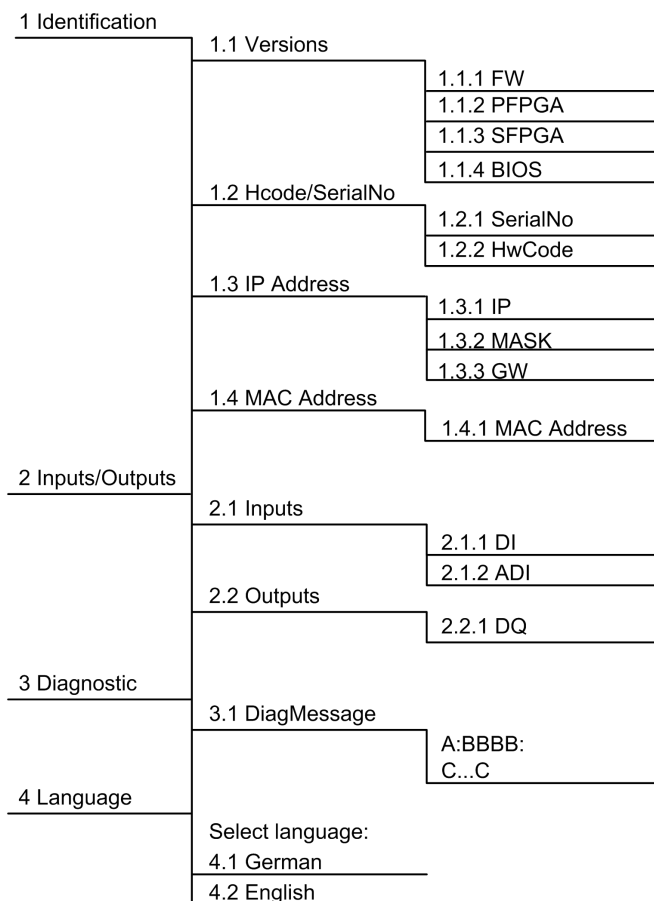 1 Identification
1.1 Versions
1.1.1 FW
1.1.2 PFPGA
1.1.3 SFPGA
1.1.4 BIOS
1.2 Hcode/SerialNo
1.2.1 SerialNo
1.2.2 HwCode
1.3 IP Address
1.3.1 IP
1.3.2 MASK
1.3.3 GW
1.4 MAC Address
1.4.1 MAC Address
2 Inputs/Outputs
2.1 Inputs
2.1.1 DI
2.1.2 ADI
2.2 Outputs
2.2.1 DQ
3 Diagnostic
3.1 DiagMessage
A:BBBB:
C...C
4 Language
Select language:
4.1 German
4.2 English